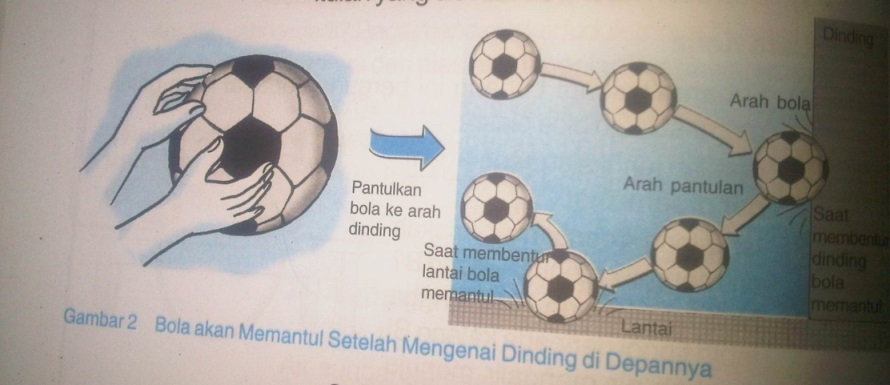 Dinding
Arah bola
Arah pantulan
Pantulkan
bola ke arah
dinding
Saat
dinding
bola
Saat membentur
lantai bola
memantul
Lantai
Gambar 2 Bola akan Memantul Setelah Mengenai Dinding di Depannya